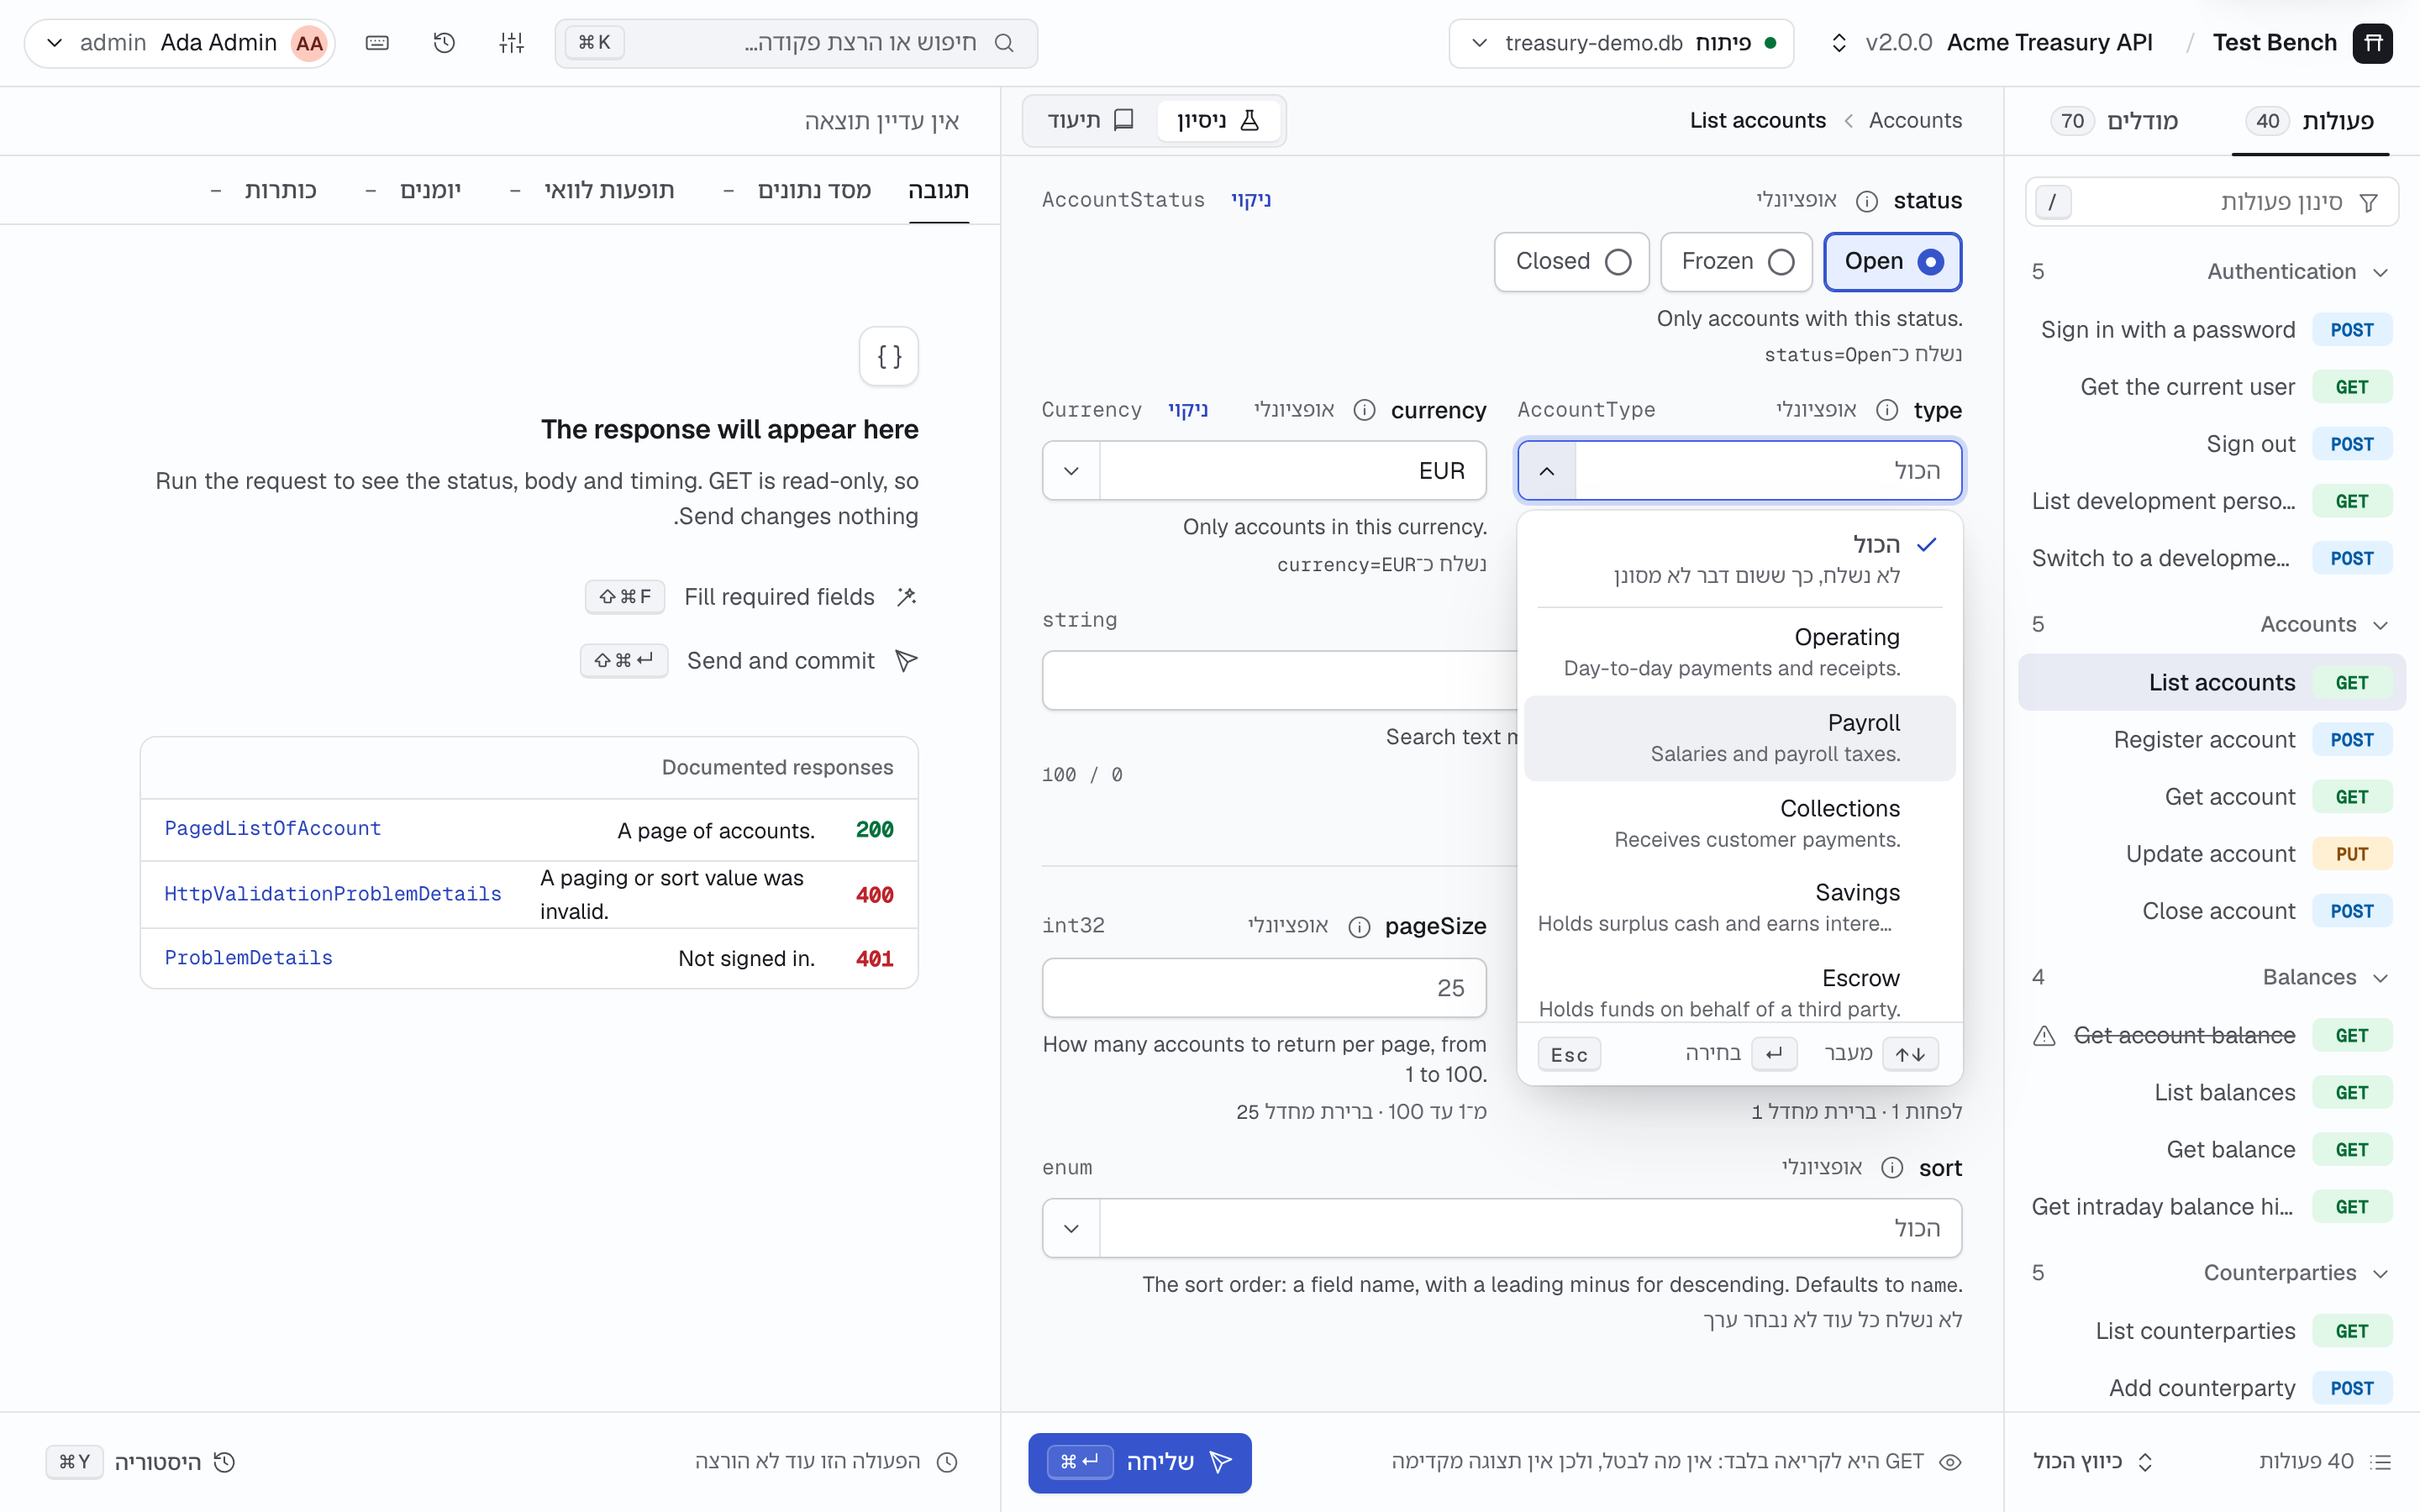 Test Bench / Acme Treasury API v2.0.0
פיתוח treasury-demo.db
חיפוש או הרצת פקודה... ⌘K
AA Ada Admin admin
פעולות 40
מודלים 70
סינון פעולות /
Authentication 5
POST Sign in with a password
GET Get the current user
POST Sign out
GET List development perso...
POST Switch to a developme...
Accounts 5
GET List accounts
POST Register account
GET Get account
PUT Update account
POST Close account
Balances 4
GET Get account balance
GET List balances
GET Get balance
GET Get intraday balance hi...
Counterparties 5
GET List counterparties
POST Add counterparty
40 פעולות
כיווץ הכול
Accounts List accounts
ניסיון
תיעוד
status אופציונלי ניקוי AccountStatus
Open
Frozen
Closed
Only accounts with this status.
נשלח כ־status=Open
type אופציונלי AccountType
הכול
הכול
לא נשלח, כך ששום דבר לא מסונן
Operating
Day-to-day payments and receipts.
Payroll
Salaries and payroll taxes.
Collections
Receives customer payments.
Savings
Holds surplus cash and earns intere...
Escrow
Holds funds on behalf of a third party.
↑↓ מעבר ↵ בחירה Esc
currency אופציונלי ניקוי Currency
EUR
Only accounts in this currency.
נשלח כ־currency=EUR
string
Search text
100 / 0
לפחות 1 · ברירת מחדל 1
pageSize אופציונלי int32
25
How many accounts to return per page, from
1 to 100.
מ־1 עד 100 · ברירת מחדל 25
sort אופציונלי enum
הכול
The sort order: a field name, with a leading minus for descending. Defaults to name.
לא נשלח כל עוד לא נבחר ערך
GET היא לקריאה בלבד: אין מה לבטל, ולכן אין תצוגה מקדימה
שליחה ⌘↵
אין עדיין תוצאה
תגובה
מסד נתונים –
תופעות לוואי –
יומנים –
כותרות –
{ }
The response will appear here
Run the request to see the status, body and timing. GET is read-only, so
Send changes nothing.
Fill required fields ⇧⌘F
Send and commit ⇧⌘↵
Documented responses
200 A page of accounts. PagedListOfAccount
400 A paging or sort value was
invalid. HttpValidationProblemDetails
401 Not signed in. ProblemDetails
הפעולה הזו עוד לא הורצה
היסטוריה ⌘Y